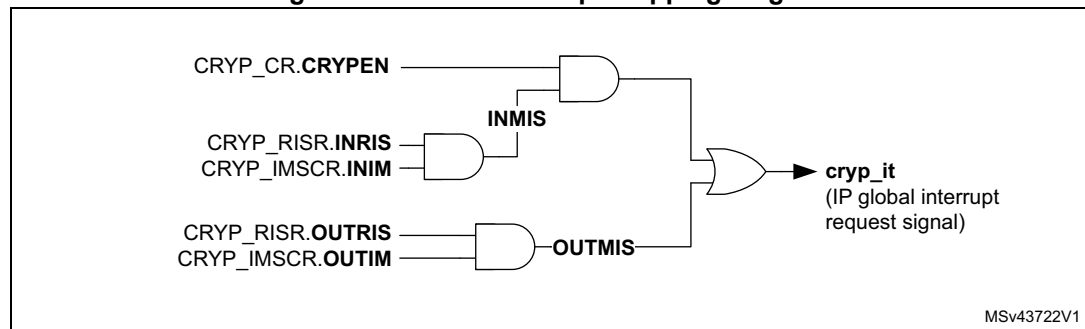 CRYP_CR.CRYPEN
INMIS
CRYP_RISR.INRIS
CRYP_IMSCR.INIM
cryp_it
(IP global interrupt
request signal)
CRYP_RISR.OUTRIS
CRYP_IMSCR.OUTIM
OUTMIS
MSv43722V1